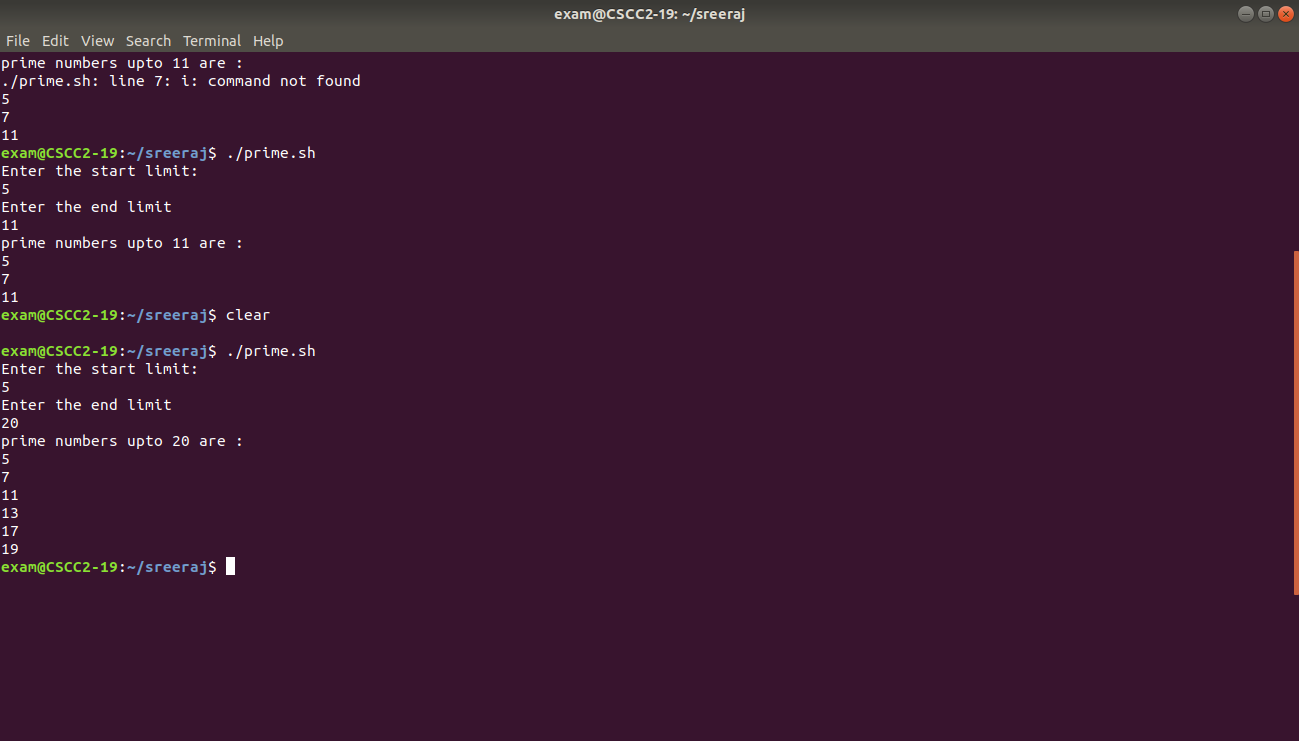 exam@CSCC2-19: ~/sreeraj
File Edit View Search Terminal Help
prime numbers upto 11 are :
./prime.sh: line 7: i: command not found
5
7
11
exam@CSCC2-19:~/sreeraj$ ./prime.sh
Enter the start limit:
5
Enter the end limit
11
prime numbers upto 11 are :
5
7
11
exam@CSCC2-19:~/sreeraj$ clear
exam@CSCC2-19:~/sreeraj$ ./prime.sh
Enter the start limit:
5
Enter the end limit
20
prime numbers upto 20 are :
5
7
11
13
17
19
exam@CSCC2-19:~/sreeraj$